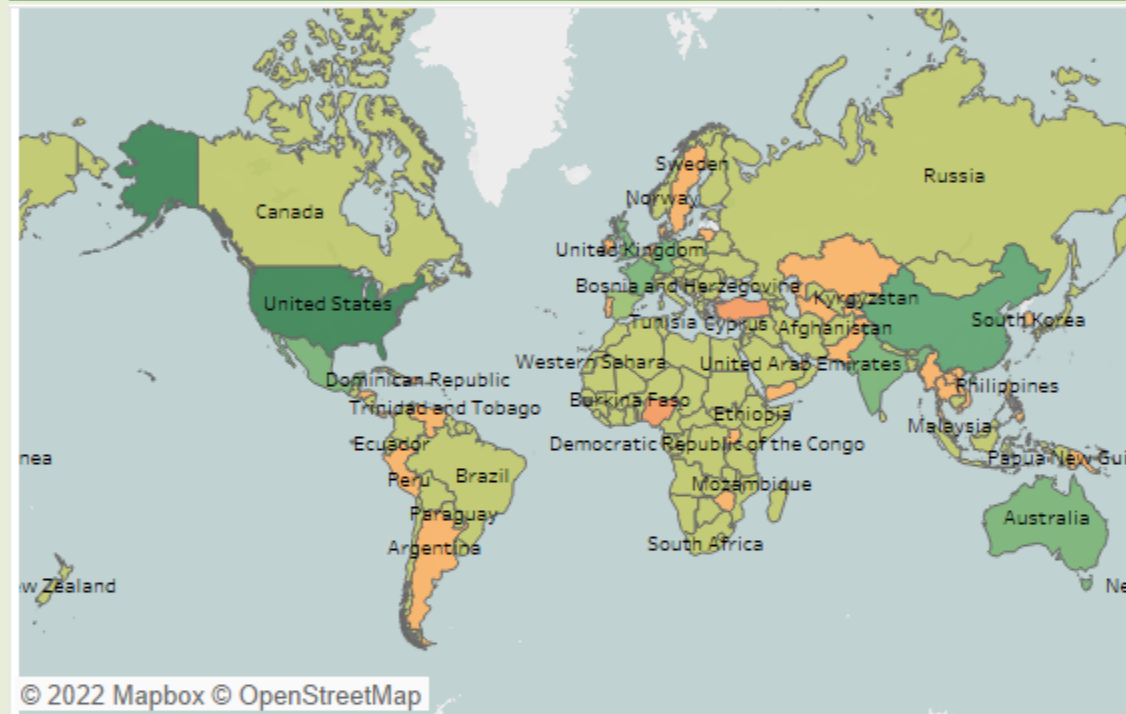 Sweden
Russia
Norway
Canada
United Kingdom
Bosnia and Herzegovina
Kyrgyzstan
United States
South Korea
Tunisia
Cyprus
Afghanistan
Western Sahara
United Arab Emirates
Dominican Republic
Philippines
Burkina Faso
Trinidad and Tobago
Ethiopia
Malaysia
Ecuador
Democratic Republic of the Congo
nea
Papua New Gui
Peru
Brazil
Mozambique
Paraguay
Australia
Argentina
South Africa
w Zealand
Ne
© 2022 Mapbox © OpenStreetMap